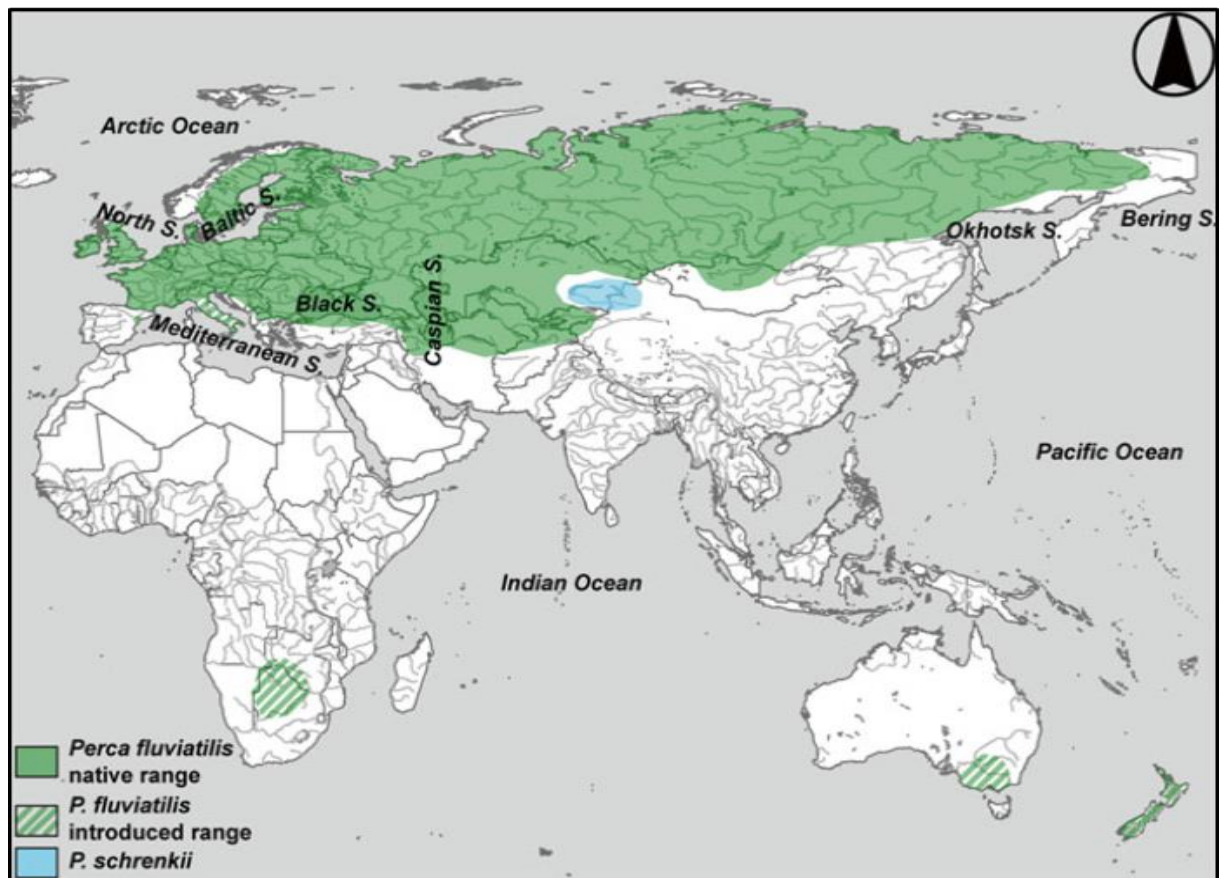 Arctic Ocean
North S.
Baltic S.
Okhotsk S.
Bering S.
Black S.
Caspian S.
Mediterranean S.
Pacific Ocean
Indian Ocean
Perca fluviatilis
native range
P. fluviatilis
introduced range
P. schrenkii